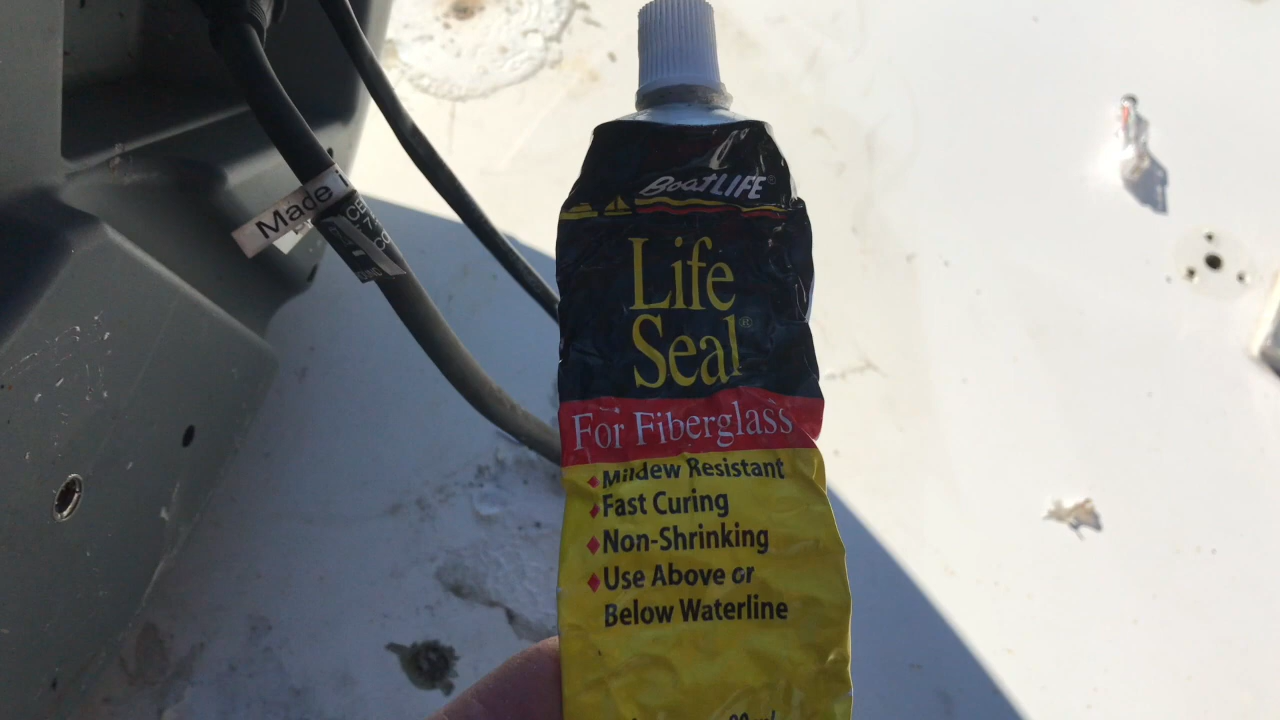 BoatLIFE®
Life
Seal®
For Fiberglass
Mildew Resistant
Fast Curing
Non-Shrinking
Use Above or
Below Waterline
Made i